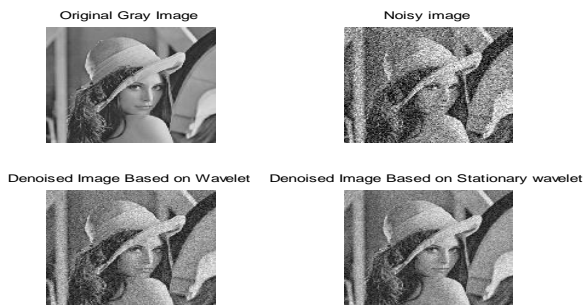 Original Gray Image
Noisy image
Denoised Image Based on Wavelet
Denoised Image Based on Stationary wavelet